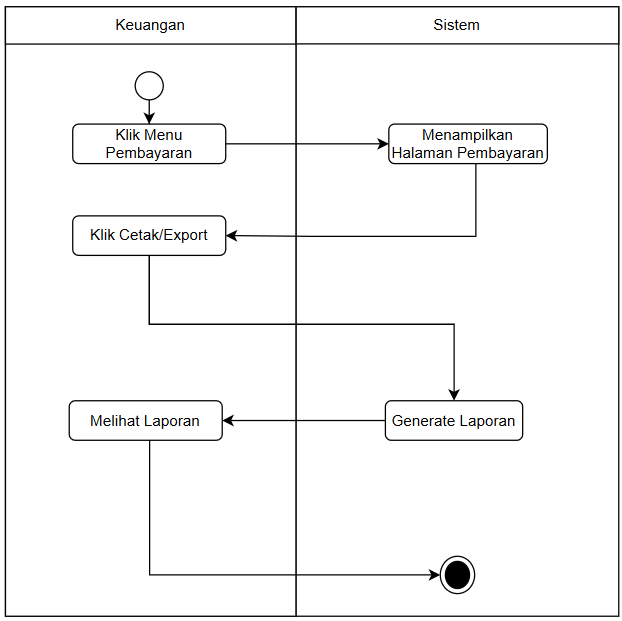 Keuangan
Sistem
Klik Menu
Pembayaran
Menampilkan
Halaman Pembayaran
Klik Cetak/Export
Melihat Laporan
Generate Laporan